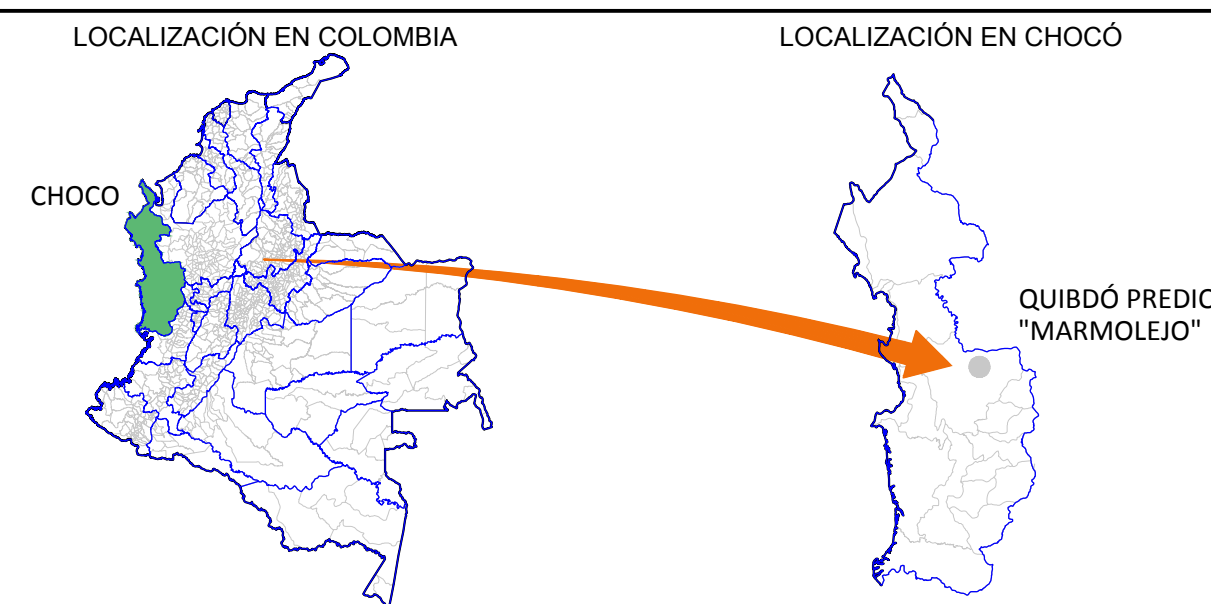 LOCALIZACIÓN EN COLOMBIA
LOCALIZACIÓN EN CHOCÓ
CHOCO
QUIBDÓ PREDIO
"MARMOLEJO"